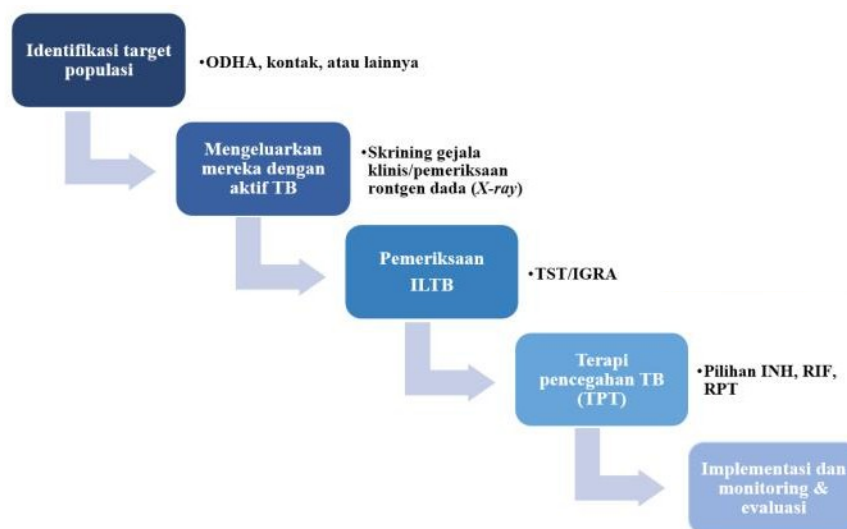 Identifikasi target
populasi
•ODHA, kontak, atau lainnya
Mengeluarkan
mereka dengan
aktif TB
•Skrining gejala
klinis/pemeriksaan
rontgen dada (X-ray)
Pemeriksaan
ILTB
•TST/IGRA
Terapi
pencegahan TB
(TPT)
•Pilihan INH, RIF,
RPT
Implementasi dan
monitoring &
evaluasi